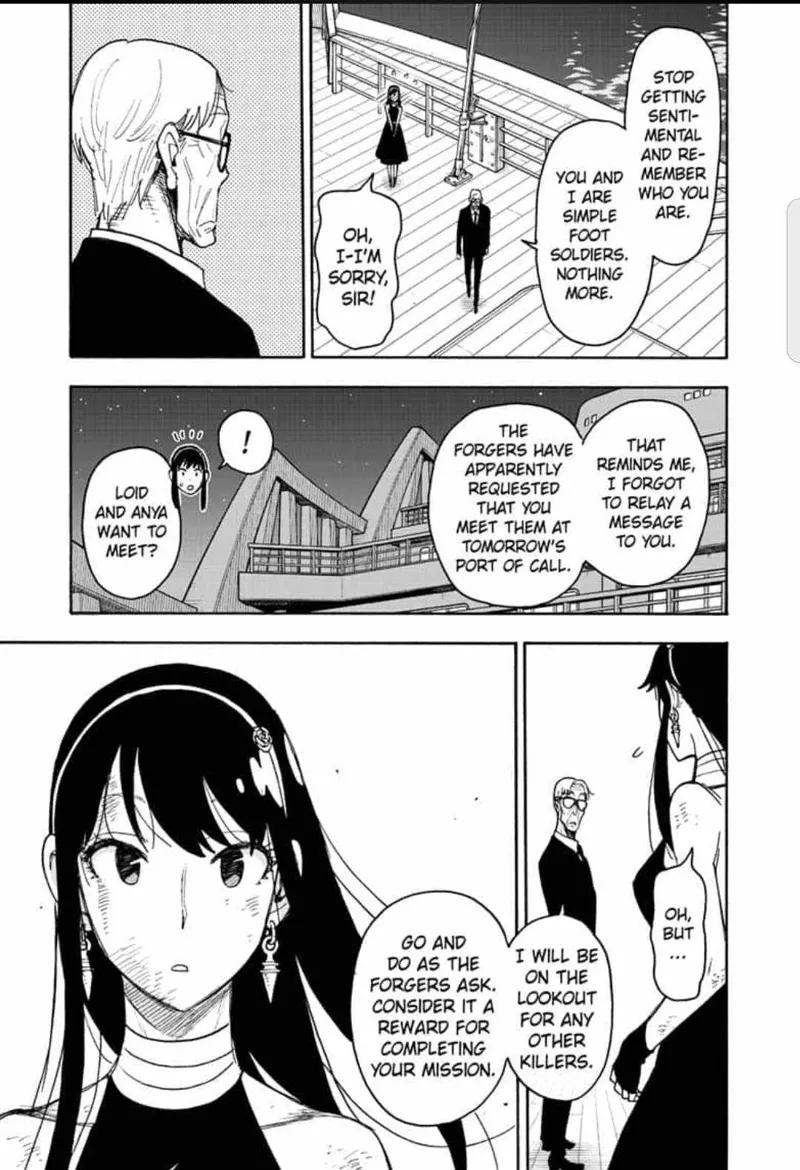 STOP
GETTING
SENTI-
MENTAL
AND RE-
MEMBER
WHO YOU
ARE.
YOU AND
I ARE
SIMPLE
FOOT
SOLDIERS.
NOTHING
MORE.
OH,
I-I'M
SORRY,
SIR!
THAT
REMINDS ME,
I FORGOT
TO RELAY A
MESSAGE
TO YOU.
THE
FORGERS HAVE
APPARENTLY
REQUESTED
THAT YOU
MEET THEM AT
TOMORROW'S
PORT OF CALL.
!
LOID
AND ANYA
WANT TO
MEET?
OH,
BUT
...
I WILL BE
ON THE
LOOKOUT
FOR ANY
OTHER
KILLERS.
GO AND
DO AS THE
FORGERS ASK.
CONSIDER IT A
REWARD FOR
COMPLETING
YOUR MISSION.